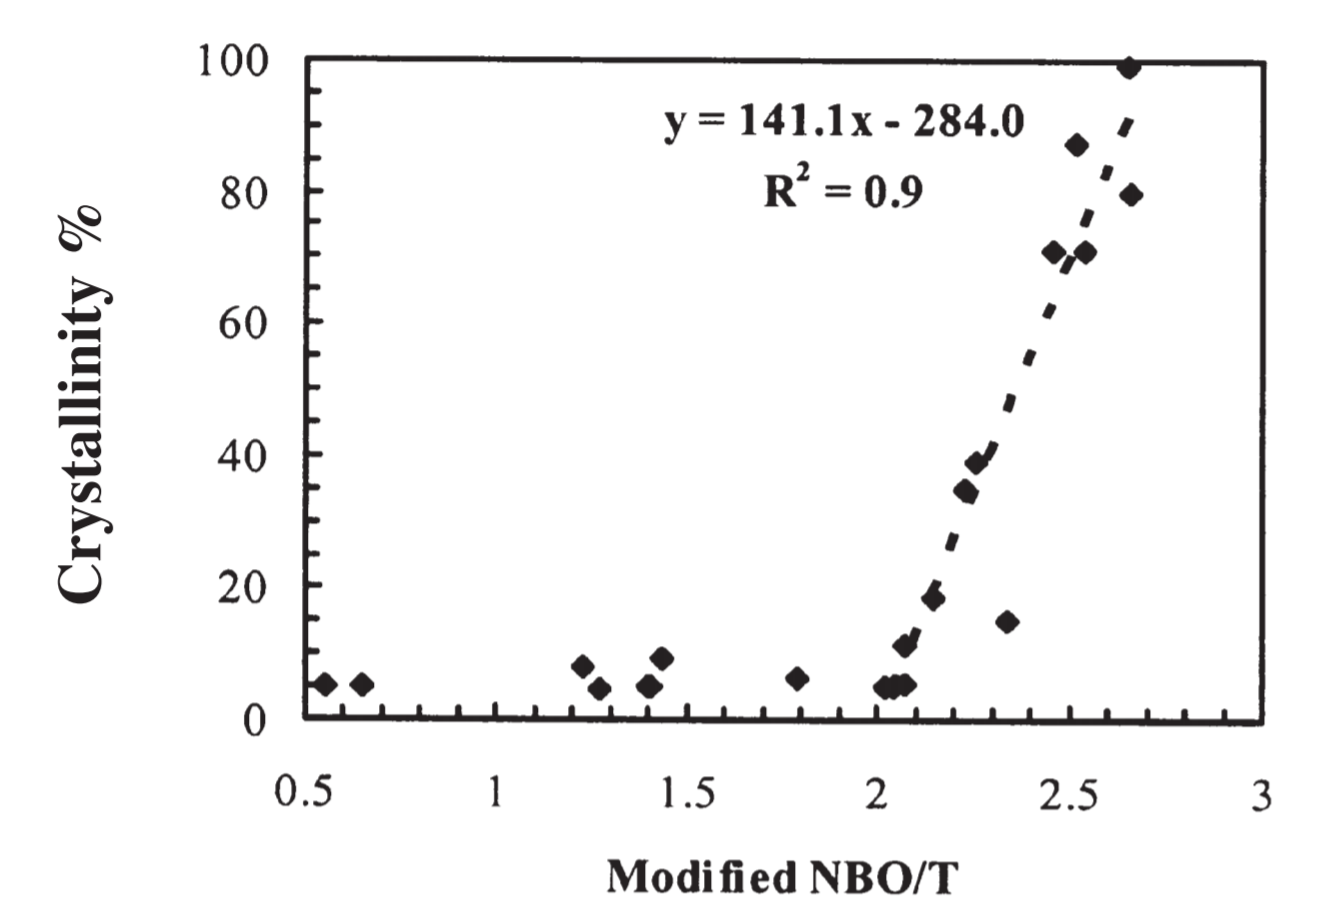 100
80
60
40
20
0
Crystallinity %
y = 141.1x - 284.0
R² = 0.9
0.5 1 1.5 2 2.5 3
Modified NBO/T